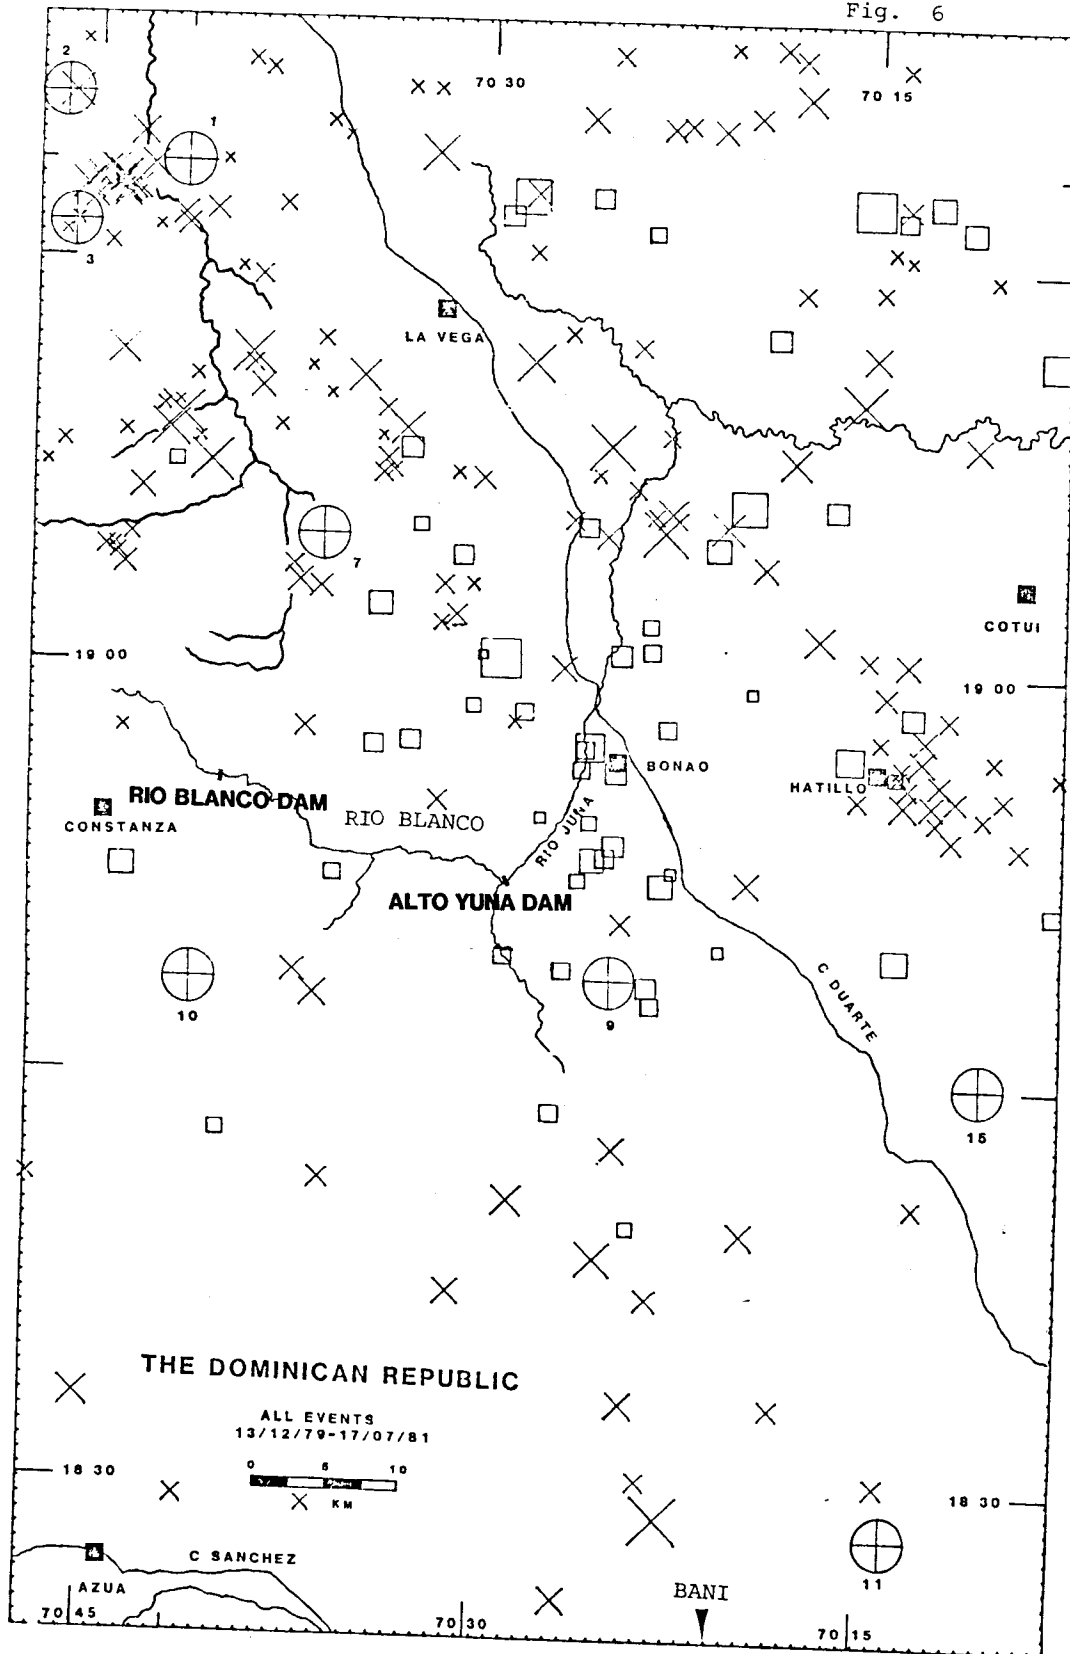 Fig. 6
2
70 30
70 15
1
3
LA VEGA
7
COTUI
19 00
19 00
BONAO
HATILLO
RIO BLANCO DAM
CONSTANZA
RIO BLANCO
RIO JUNA
ALTO YUNA DAM
C DUARTE
10
9
15
THE DOMINICAN REPUBLIC
ALL EVENTS
13/12/79-17/07/81
0 5 10
KM
18 30
18 30
C SANCHEZ
AZUA
BANI
11
70 45
70 30
70 15